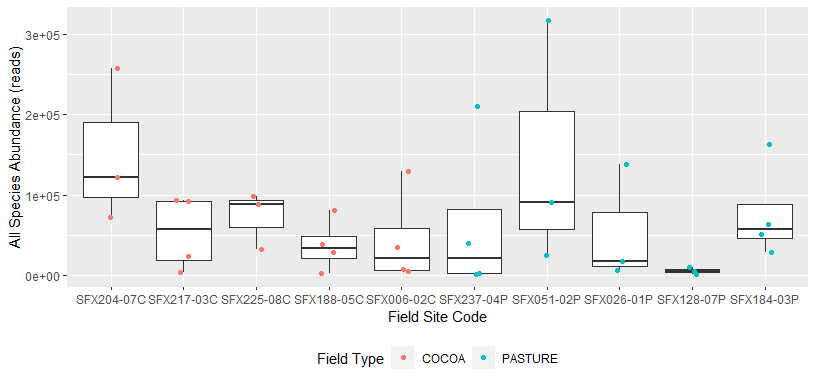 All Species Abundance (reads)
3e+05
2e+05
1e+05
0e+00
SFX204-07C SFX217-03C SFX225-08C SFX188-05C SFX006-02C SFX237-04P SFX051-02P SFX026-01P SFX128-07P SFX184-03P
Field Site Code
Field Type COCOA PASTURE